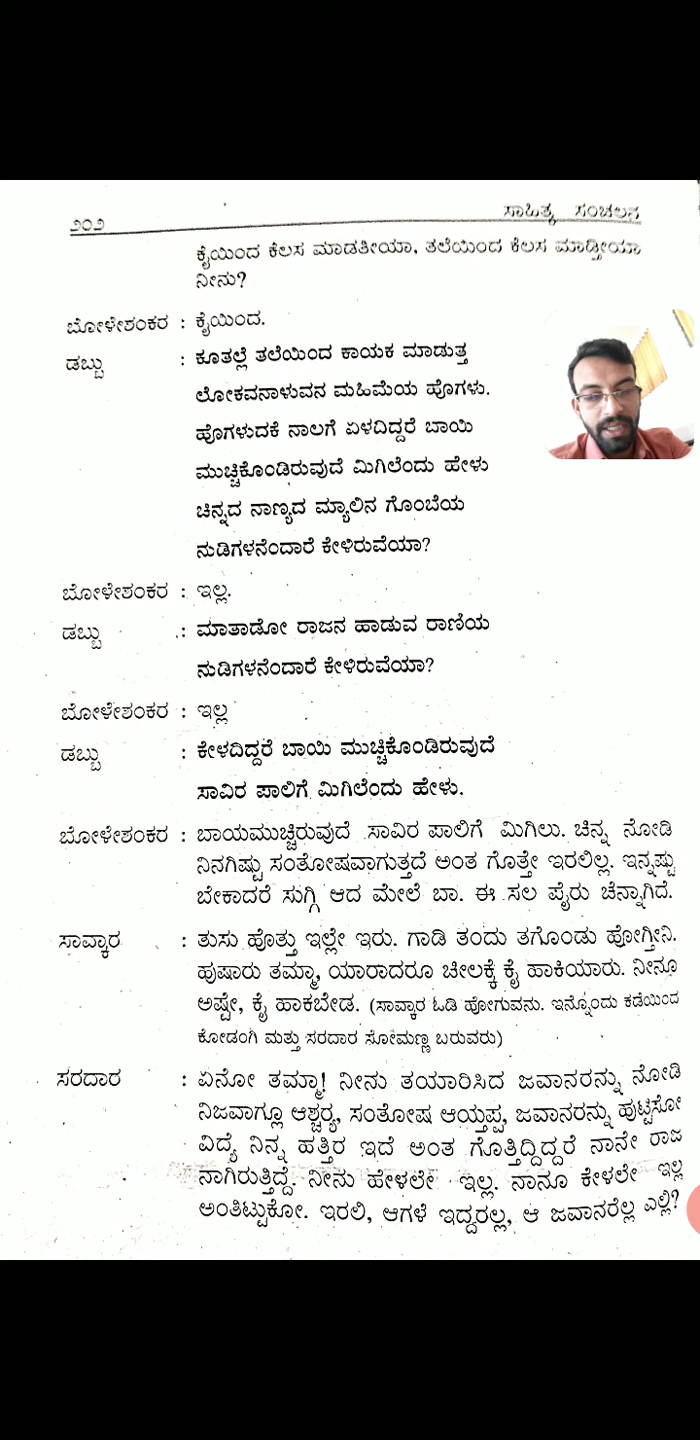 ೨೦೨ ಸಾಹಿತ್ಯ ಸಂಚಲನ
ಕೈಯಿಂದ ಕೆಲಸ ಮಾಡತೀಯಾ, ತಲೆಯಿಂದ ಕೆಲಸ ಮಾಡ್ತೀಯಾ
ನೀನು?
ಬೋಳೇಶಂಕರ : ಕೈಯಿಂದ.
ಡಬ್ಬು : ಕೂತಲ್ಲೆ ತಲೆಯಿಂದ ಕಾಯಕ ಮಾಡುತ್ತ
ಲೋಕವನಾಳುವನ ಮಹಿಮೆಯ ಹೊಗಳು.
ಹೊಗಳುದಕೆ ನಾಲಗೆ ಏಳದಿದ್ದರೆ ಬಾಯಿ
ಮುಚ್ಚಿಕೊಂಡಿರುವುದೆ ಮಿಗಿಲೆಂದು ಹೇಳು
ಚಿನ್ನದ ನಾಣ್ಯದ ಮ್ಯಾಲಿನ ಗೊಂಬೆಯ
ನುಡಿಗಳನೆಂದಾರೆ ಕೇಳಿರುವೆಯಾ?
ಬೋಳೇಶಂಕರ : ಇಲ್ಲ.
ಡಬ್ಬು : ಮಾತಾಡೋ ರಾಜನ ಹಾಡುವ ರಾಣಿಯ
ನುಡಿಗಳನೆಂದಾರೆ ಕೇಳಿರುವೆಯಾ?
ಬೋಳೇಶಂಕರ : ಇಲ್ಲ
ಡಬ್ಬು : ಕೇಳದಿದ್ದರೆ ಬಾಯಿ ಮುಚ್ಚಿಕೊಂಡಿರುವುದೆ
ಸಾವಿರ ಪಾಲಿಗೆ ಮಿಗಿಲೆಂದು ಹೇಳು.
ಬೋಳೇಶಂಕರ : ಬಾಯಮುಚ್ಚಿರುವುದೆ ಸಾವಿರ ಪಾಲಿಗೆ ಮಿಗಿಲು. ಚಿನ್ನ ನೋಡಿ
ನಿನಗಿಷ್ಟು ಸಂತೋಷವಾಗುತ್ತದೆ ಅಂತ ಗೊತ್ತೇ ಇರಲಿಲ್ಲ. ಇನ್ನಷ್ಟು
ಬೇಕಾದರೆ ಸುಗ್ಗಿ ಆದ ಮೇಲೆ ಬಾ. ಈ ಸಲ ಪೈರು ಚೆನ್ನಾಗಿದೆ.
ಸಾವ್ಕಾರ : ತುಸು ಹೊತ್ತು ಇಲ್ಲೇ ಇರು. ಗಾಡಿ ತಂದು ತಗೊಂಡು ಹೋಗ್ತೀನಿ.
ಹುಷಾರು ತಮ್ಮಾ, ಯಾರಾದರೂ ಚೀಲಕ್ಕೆ ಕೈ ಹಾಕಿಯಾರು. ನೀನೂ
ಅಷ್ಟೇ, ಕೈ ಹಾಕಬೇಡ. (ಸಾವ್ಕಾರ ಓಡಿ ಹೋಗುವನು. ಇನ್ನೊಂದು ಕಡೆಯಿಂದ
ಕೋಡಂಗಿ ಮತ್ತು ಸರದಾರ ಸೋಮಣ್ಣ ಬರುವರು)
ಸರದಾರ : ಏನೋ ತಮ್ಮಾ! ನೀನು ತಯಾರಿಸಿದ ಜವಾನರನ್ನು ನೋಡಿ
ನಿಜವಾಗ್ಲೂ ಆಶ್ಚರ್‍ಯ, ಸಂತೋಷ ಆಯ್ತಪ್ಪ, ಜವಾನರನ್ನು ಹುಟ್ಟಸೋ
ವಿದ್ಯೆ ನಿನ್ನ ಹತ್ತಿರ ಇದೆ ಅಂತ ಗೊತ್ತಿದ್ದಿದ್ದರೆ ನಾನೇ ರಾಜ
ನಾಗಿರುತ್ತಿದ್ದೆ. ನೀನು ಹೇಳಲೇ ಇಲ್ಲ. ನಾನೂ ಕೇಳಲೇ ಇಲ್ಲ
ಅಂತಿಟ್ಟುಕೋ. ಇರಲಿ, ಆಗಳೆ ಇದ್ದರಲ್ಲ, ಆ ಜವಾನರೆಲ್ಲ ಎಲ್ಲಿ?